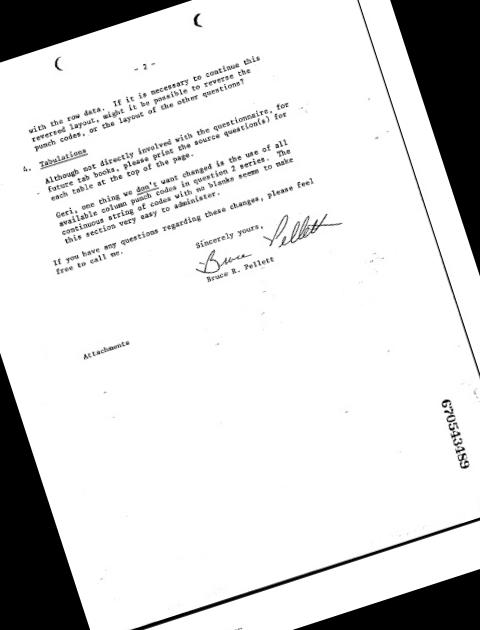 - 2 -
with the row data. If it is necessary to continue this
reversed layout, might it be possible to reverse the
punch codes, or the layout of the other questions?
4. Tabulations
Although not directly involved with the questionnaire, for
future tab books, please print the source question(s) for
each table at the top of the page.
Geri, one thing we don't want changed is the use of all
available column punch codes in question 2 series. The
continuous string of codes with no blanks seems to make
this section very easy to administer.
If you have any questions regarding these changes, please feel
free to call me.
Sincerely yours,
Bruce Pellett
Bruce R. Pellett
Attachments
670543489